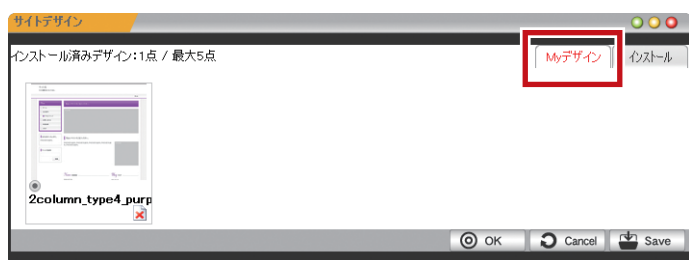 サイトデザイン
インストール済みデザイン:1点 / 最大5点
Myデザイン
インストール
2column_type4_purp
OK
Cancel
Save